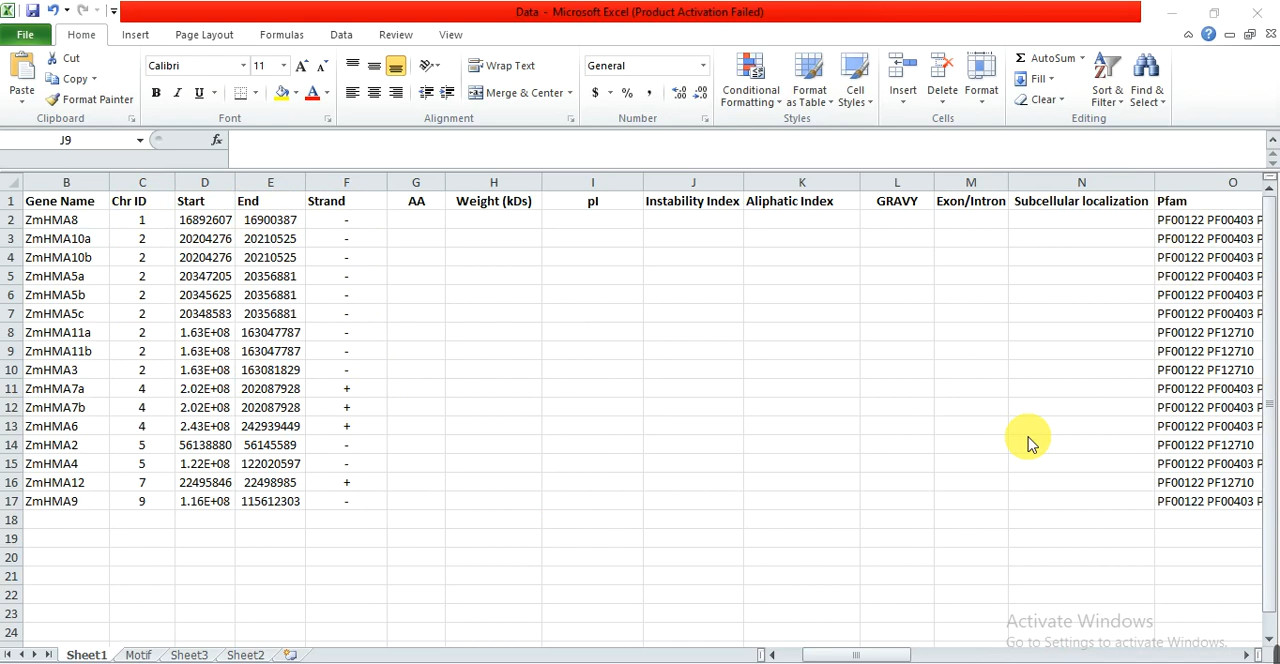 Data - Microsoft Excel (Product Activation Failed)
File Home Insert Page Layout Formulas Data Review View
Paste Cut Copy Format Painter
Calibri 11
B I U A A A
Wrap Text
Merge & Center
General
$ % ,
Conditional Formatting Format as Table Cell Styles
Insert Delete Format
Σ AutoSum Fill Clear
Sort & Filter Find & Select
Clipboard Font Alignment Number Styles Cells Editing
J9 fx
B C D E F G H I J K L M N O
1 Gene Name Chr ID Start End Strand AA Weight (kDs) pI Instability Index Aliphatic Index GRAVY Exon/Intron Subcellular localization Pfam
2 ZmHMA8 1 16892607 16900387 - PF00122 PF00403 P
3 ZmHMA10a 2 20204276 20210525 - PF00122 PF00403 P
4 ZmHMA10b 2 20204276 20210525 - PF00122 PF00403 P
5 ZmHMA5a 2 20347205 20356881 - PF00122 PF00403 P
6 ZmHMA5b 2 20345625 20356881 - PF00122 PF00403 P
7 ZmHMA5c 2 20348583 20356881 - PF00122 PF00403 P
8 ZmHMA11a 2 1.63E+08 163047787 - PF00122 PF12710
9 ZmHMA11b 2 1.63E+08 163047787 - PF00122 PF12710
10 ZmHMA3 2 1.63E+08 163081829 - PF00122 PF12710
11 ZmHMA7a 4 2.02E+08 202087928 + PF00122 PF00403 P
12 ZmHMA7b 4 2.02E+08 202087928 + PF00122 PF00403 P
13 ZmHMA6 4 2.43E+08 242939449 + PF00122 PF00403 P
14 ZmHMA2 5 56138880 56145589 - PF00122 PF12710
15 ZmHMA4 5 1.22E+08 122020597 - PF00122 PF00403 P
16 ZmHMA12 7 22495846 22498985 + PF00122 PF12710
17 ZmHMA9 9 1.16E+08 115612303 - PF00122 PF00403 P
18
19
20
21
22
23
24
Activate Windows
Go to Settings to activate Windows.
Sheet1 Motif Sheet3 Sheet2